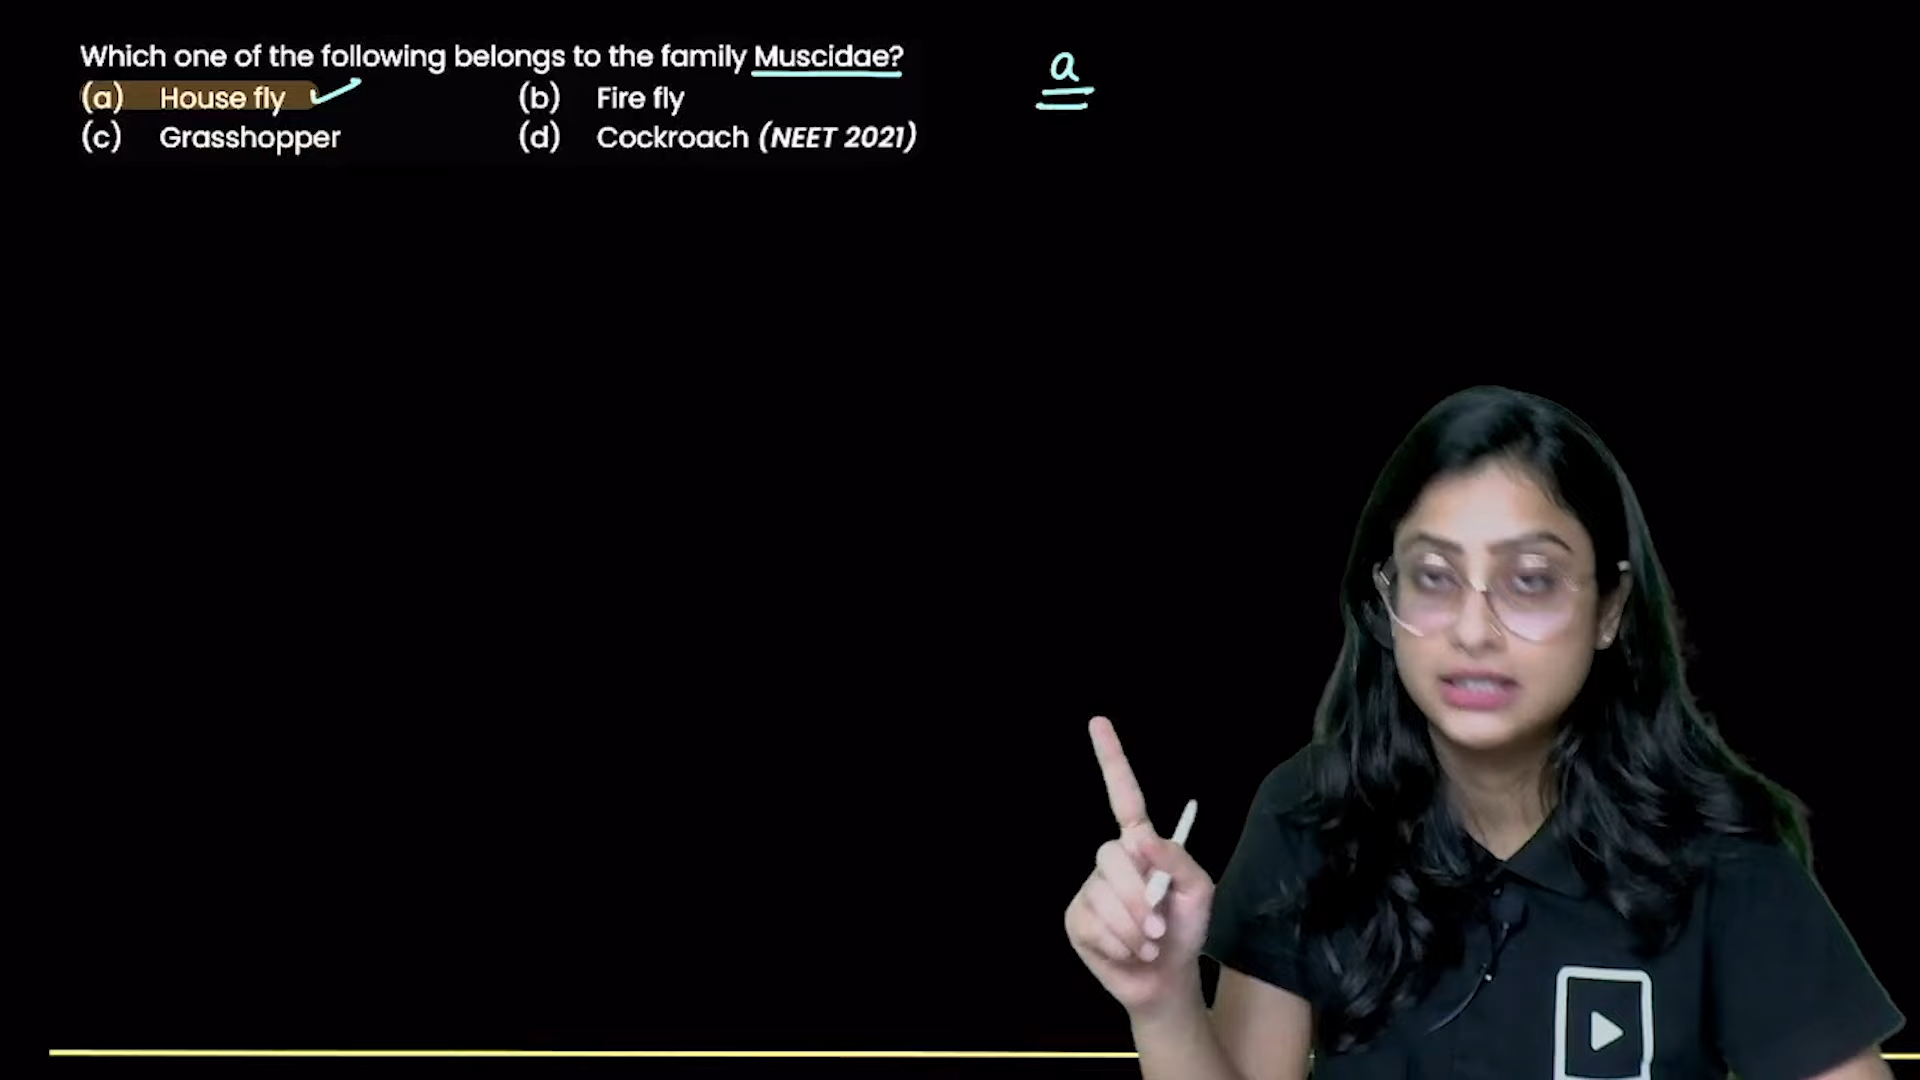 Which one of the following belongs to the family Muscidae?
(a) House fly (b) Fire fly
(c) Grasshopper (d) Cockroach (NEET 2021)
a